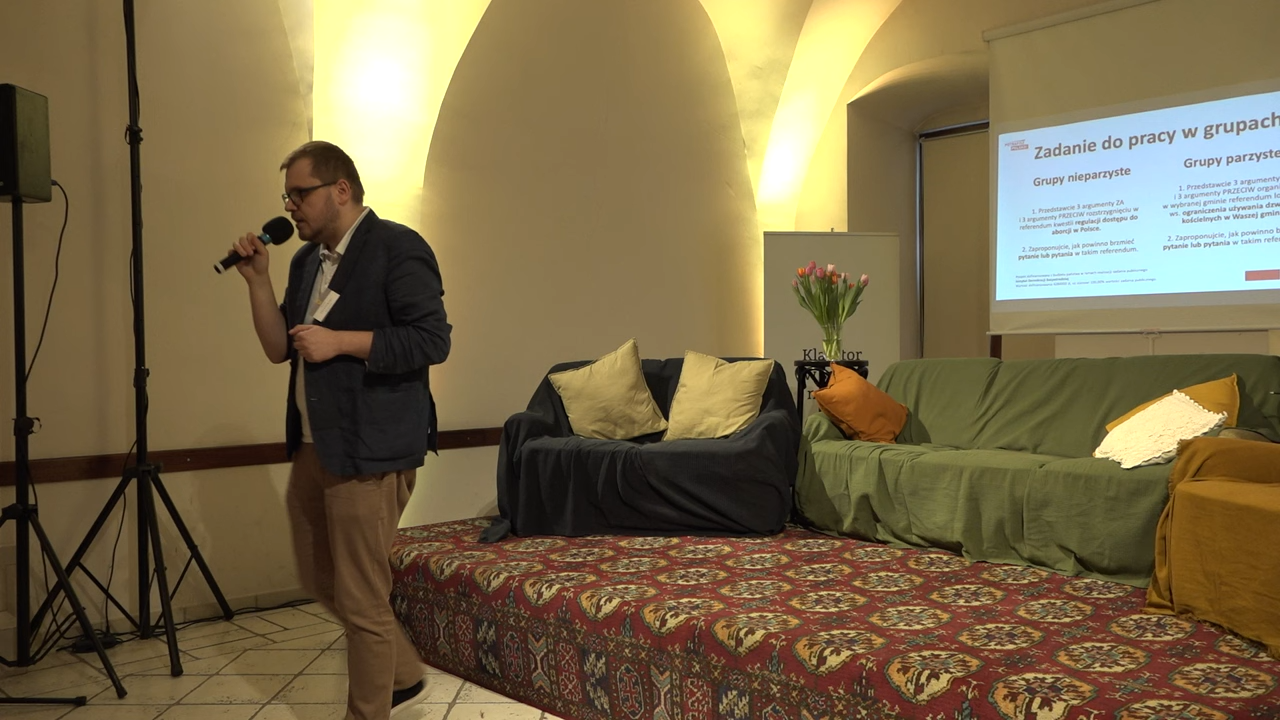 Zadanie do pracy w grupach
Grupy nieparzyste
1. Przedstawcie 3 argumenty ZA
i 3 argumenty PRZECIW rozstrzygnięciu w
referendum kwestii regulacji dostępu do
aborcji w Polsce.
2. Zaproponujcie, jak powinno brzmieć
pytanie lub pytania w takim referendum.
Grupy parzyste
1. Przedstawcie 3 argumenty
i 3 argumenty PRZECIW organi
w wybranej gminie referendum lo
ws. ograniczenia używania dzw
kościelnych w Waszej gmin
2. Zaproponujcie, jak powinno b
pytanie lub pytania w takim refer